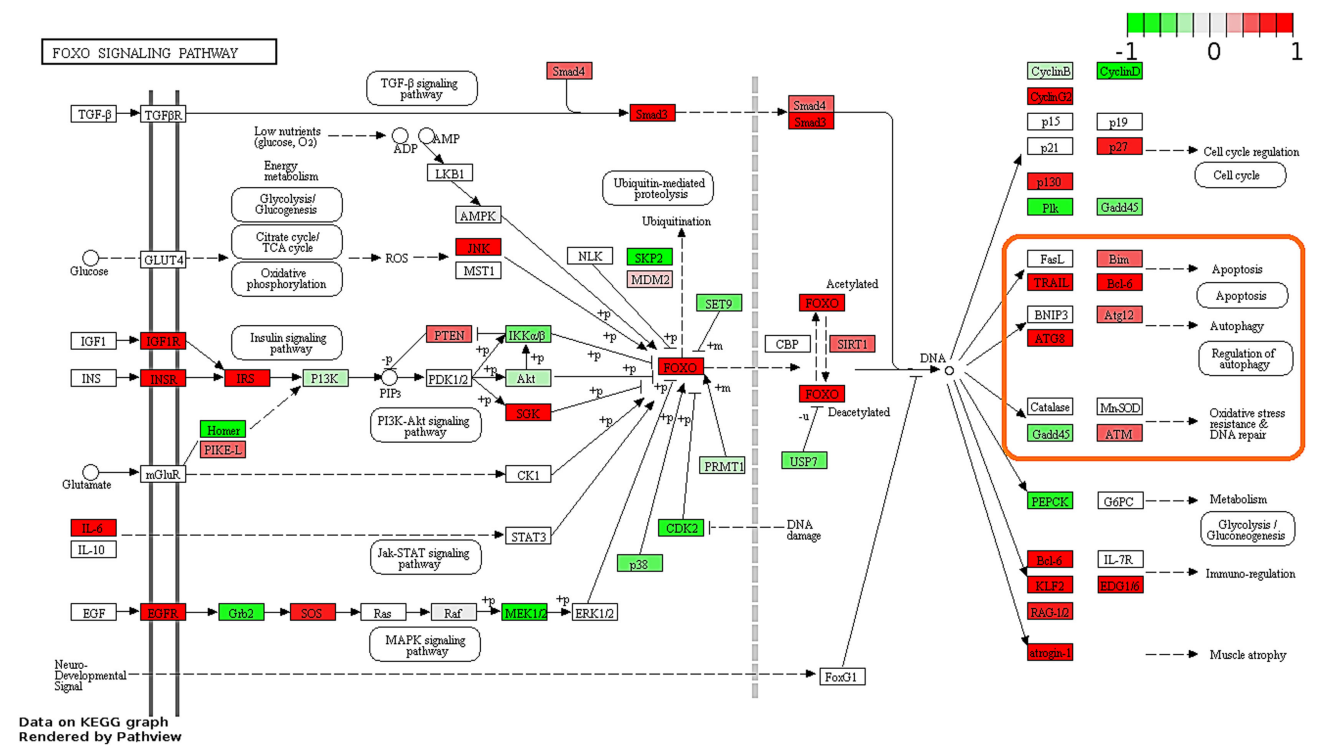 FOXO SIGNALING PATHWAY
-1 0 1
TGF-β signaling
pathway
Smad4
Smad3
TGF-β
TGFβR
Smad4
Smad3
Low nutrients
(glucose, O2)
ADP
AMP
LKB1
AMPK
Energy
metabolism
Glycolysis/
Glucogenesis
Citrate cycle/
TCA cycle
Oxidative
phosphorylation
Glucose
GLUT4
ROS
JNK
MST1
NLK
Ubiquitin-mediated
proteolysis
Ubiquitination
SKP2
MDM2
SET9
IGF1
IGF1R
INS
INSR
IRS
Insulin signaling
pathway
P13K
PIP3
-p
PTEN
PDK1/2
IKKα/β
Akt
SGK
+p
+p
+p
+p
+p
+p
+p
+p
+p
+p
+p
+p
+p
+m
+m
PI3K-Akt signaling
pathway
FOXO
Acetylated
FOXO
CBP
SIRT1
FOXO
Deacetylated
-u
USP7
PRMT1
CDK2
DNA
damage
p38
Homer
PIKE-L
Glutamate
mGluR
CK1
IL-6
IL-10
STAT3
Jak-STAT signaling
pathway
EGF
EGFR
Grb2
SOS
Ras
Raf
MEK1/2
ERK1/2
+p
+p
MAPK signaling
pathway
Neuro-
Developmental
Signal
FoxG1
DNA
CyclinB
CyclinD
CyclinG2
p15
p19
p21
p27
Cell cycle regulation
Cell cycle
p130
Plk
Gadd45
FasL
Bim
Apoptosis
TRAIL
Bcl-6
Apoptosis
BNIP3
Atg12
Autophagy
ATG8
Regulation of
autophagy
Catalase
Mn-SOD
Oxidative stress
resistance &
DNA repair
Gadd45
ATM
PEPCK
G6PC
Metabolism
Glycolysis /
Gluconeogenesis
Bcl-6
IL-7R
Immuno-regulation
KLF2
EDG1/6
RAG-1/2
atrogin-1
Muscle atrophy
Data on KEGG graph
Rendered by Pathview